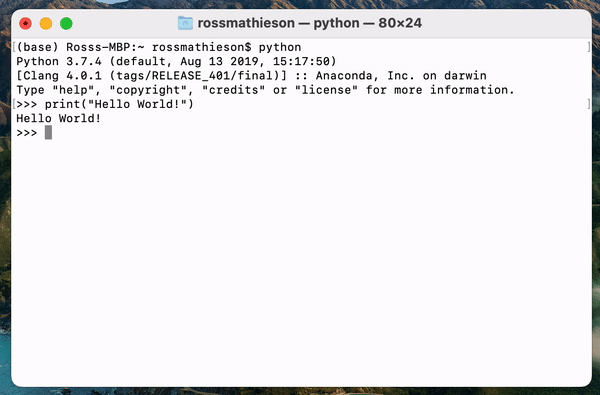 rossmathieson — python — 80×24
(base) Rosss-MBP:~ rossmathieson$ python
Python 3.7.4 (default, Aug 13 2019, 15:17:50)
[Clang 4.0.1 (tags/RELEASE_401/final)] :: Anaconda, Inc. on darwin
Type "help", "copyright", "credits" or "license" for more information.
>>> print("Hello World!")
Hello World!
>>>